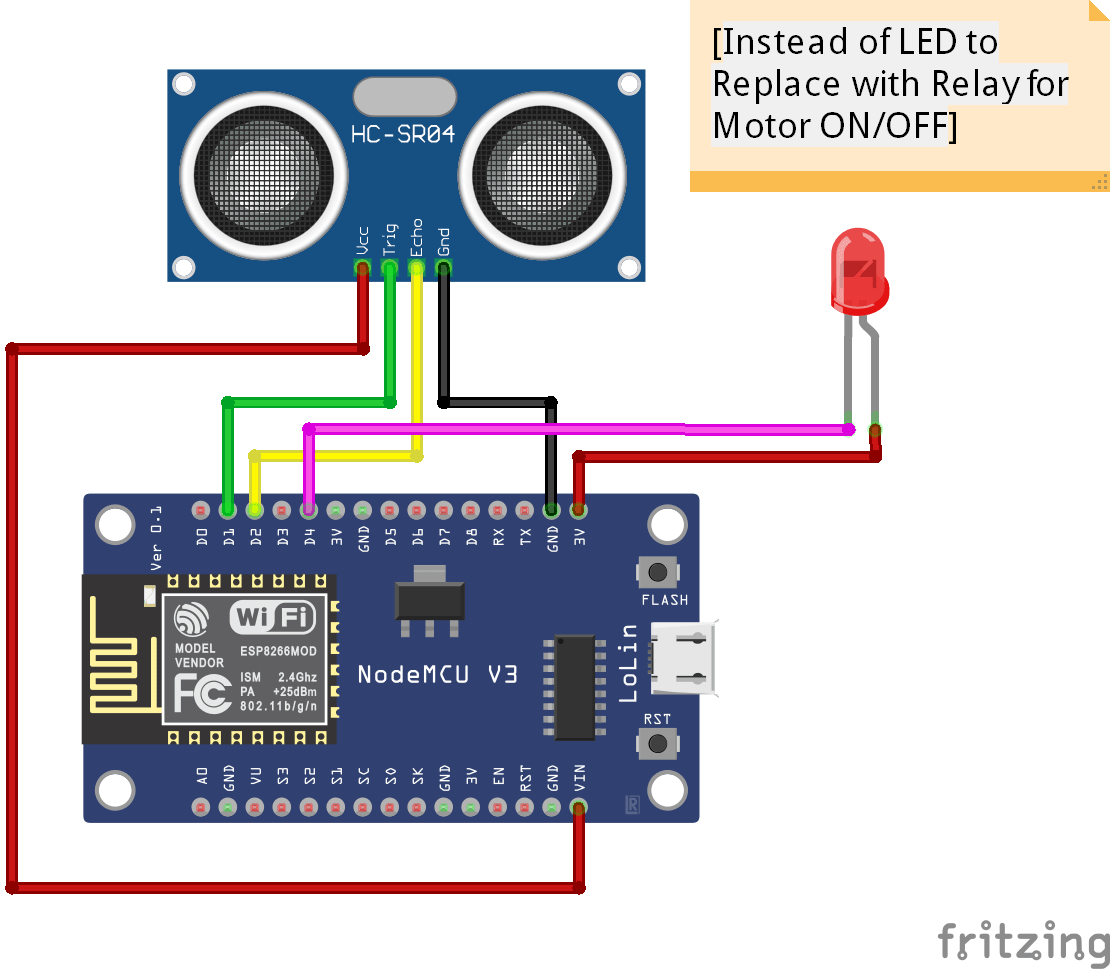 [Instead of LED to
Replace with Relay for
Motor ON/OFF]
HC-SR04
Vcc
Trig
Echo
Gnd
Ver 0.1
D0
D1
D2
D3
D4
3V
GND
D5
D6
D7
D8
RX
TX
GND
3V
FLASH
WiFi
MODEL
VENDOR
ESP8266MOD
FC
ISM 2.4Ghz
PA +25dBm
802.11b/g/n
NodeMCU V3
LoLin
RST
A0
GND
VU
S3
S2
S1
SC
SO
SK
GND
3V
EN
RST
GND
VIN
R
fritzing